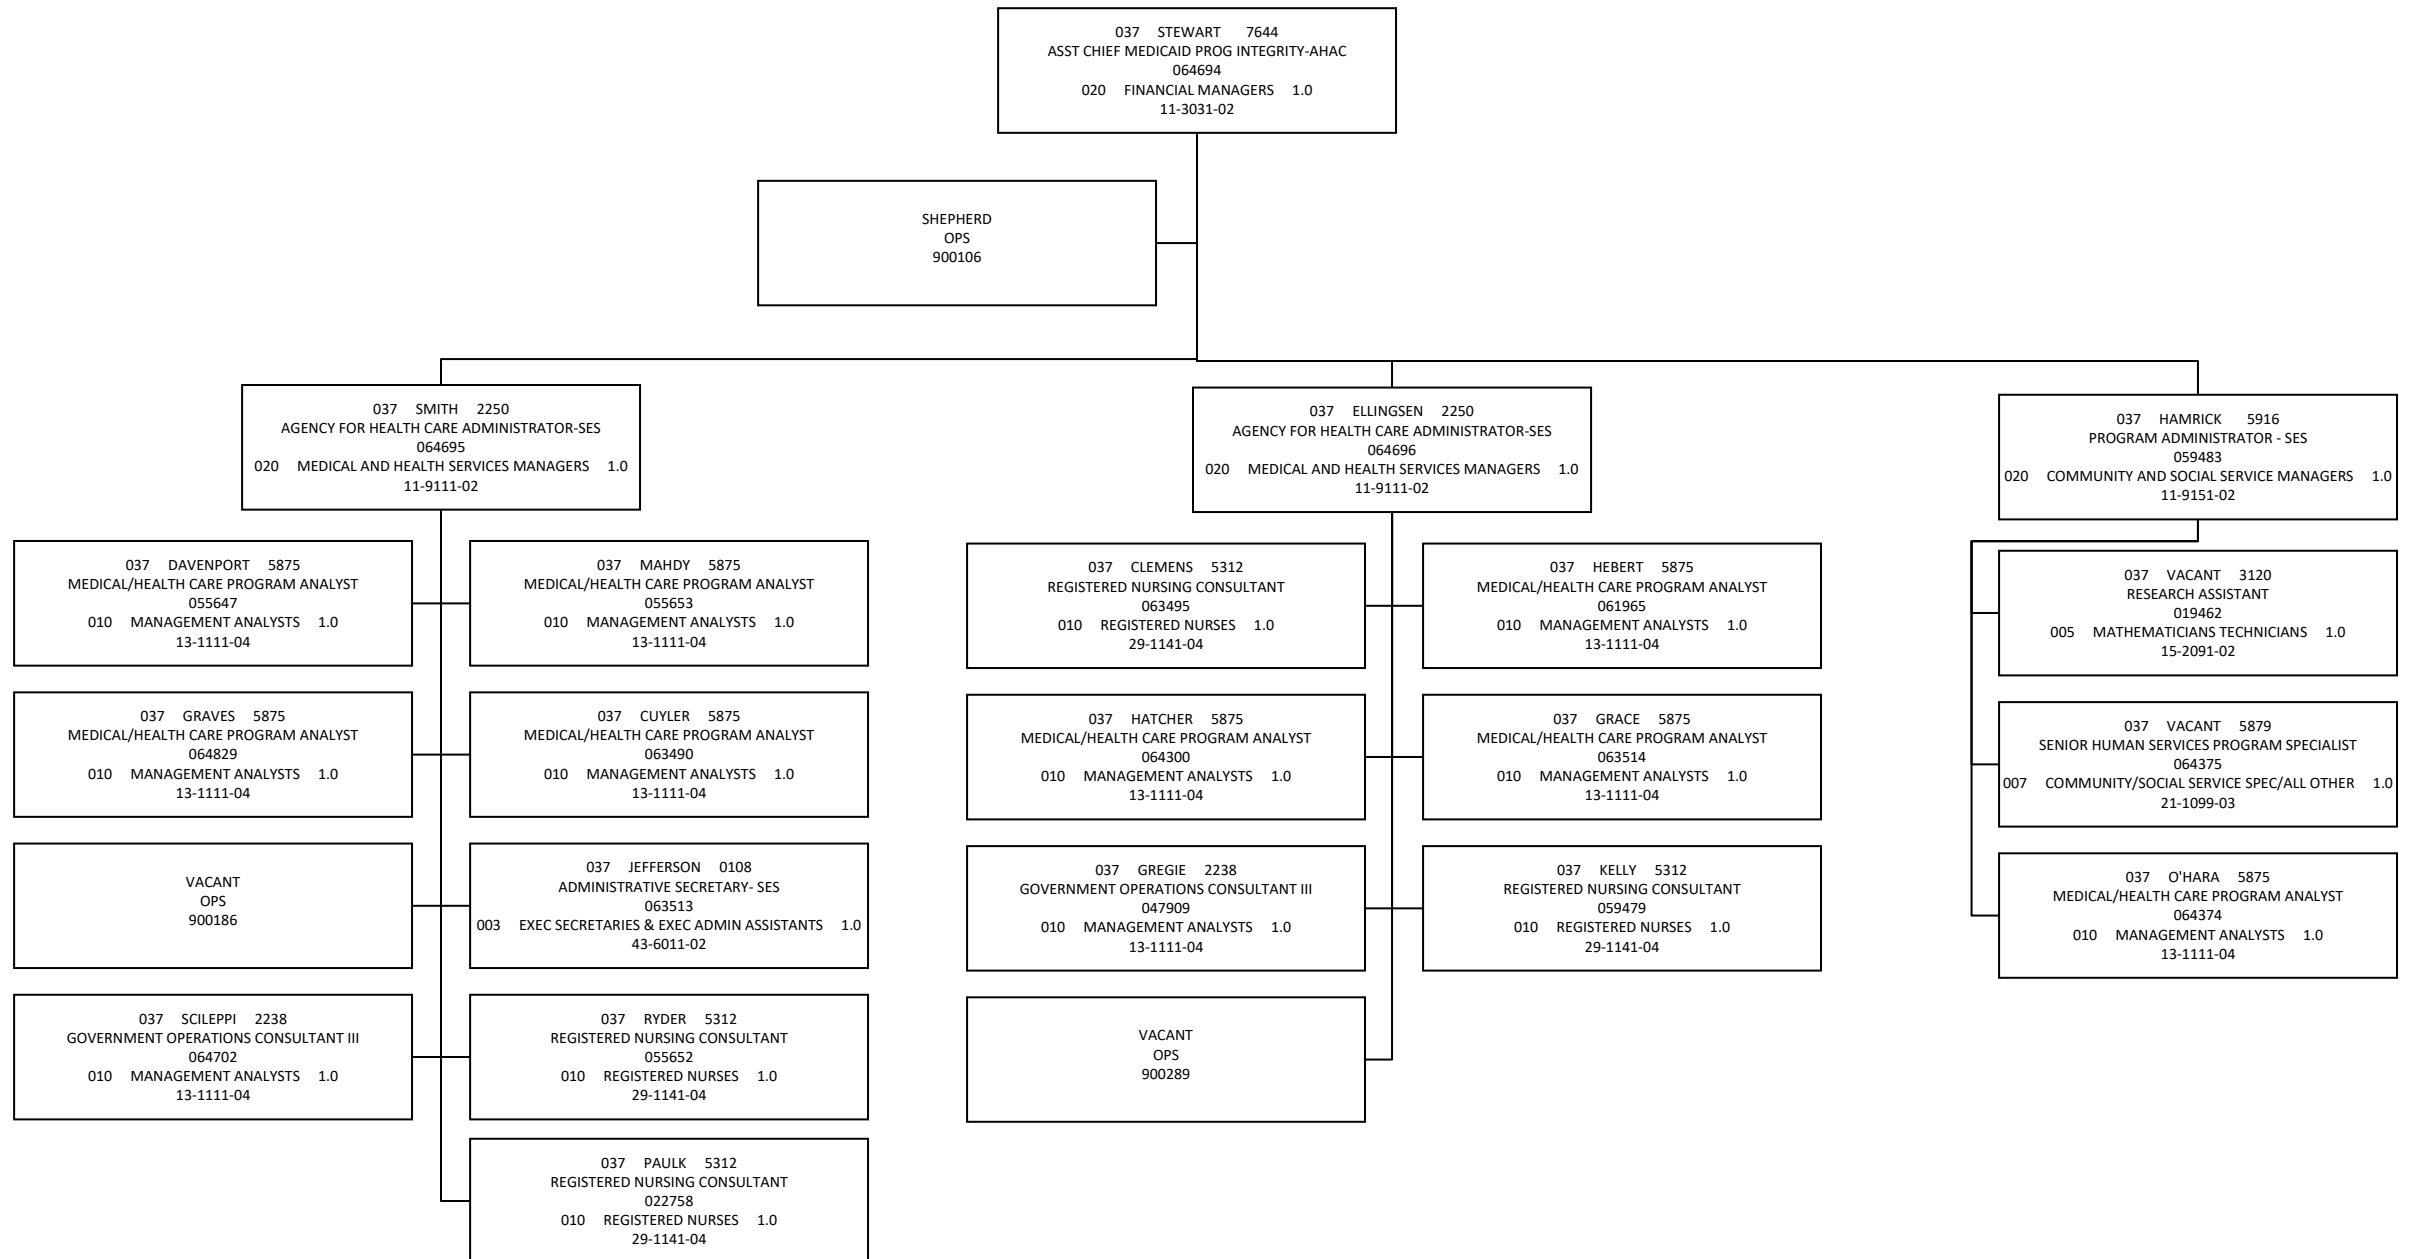 037 STEWART 7644
ASST CHIEF MEDICAID PROG INTEGRITY-AHAC
064694
020 FINANCIAL MANAGERS 1.0
11-3031-02
SHEPHERD
OPS
900106
037 SMITH 2250
AGENCY FOR HEALTH CARE ADMINISTRATOR-SES
064695
020 MEDICAL AND HEALTH SERVICES MANAGERS 1.0
11-9111-02
037 ELLINGSEN 2250
AGENCY FOR HEALTH CARE ADMINISTRATOR-SES
064696
020 MEDICAL AND HEALTH SERVICES MANAGERS 1.0
11-9111-02
037 HAMRICK 5916
PROGRAM ADMINISTRATOR - SES
059483
020 COMMUNITY AND SOCIAL SERVICE MANAGERS 1.0
11-9151-02
037 DAVENPORT 5875
MEDICAL/HEALTH CARE PROGRAM ANALYST
055647
010 MANAGEMENT ANALYSTS 1.0
13-1111-04
037 MAHDY 5875
MEDICAL/HEALTH CARE PROGRAM ANALYST
055653
010 MANAGEMENT ANALYSTS 1.0
13-1111-04
037 CLEMENS 5312
REGISTERED NURSING CONSULTANT
063495
010 REGISTERED NURSES 1.0
29-1141-04
037 HEBERT 5875
MEDICAL/HEALTH CARE PROGRAM ANALYST
061965
010 MANAGEMENT ANALYSTS 1.0
13-1111-04
037 VACANT 3120
RESEARCH ASSISTANT
019462
005 MATHEMATICIANS TECHNICIANS 1.0
15-2091-02
037 GRAVES 5875
MEDICAL/HEALTH CARE PROGRAM ANALYST
064829
010 MANAGEMENT ANALYSTS 1.0
13-1111-04
037 CUYLER 5875
MEDICAL/HEALTH CARE PROGRAM ANALYST
063490
010 MANAGEMENT ANALYSTS 1.0
13-1111-04
037 HATCHER 5875
MEDICAL/HEALTH CARE PROGRAM ANALYST
064300
010 MANAGEMENT ANALYSTS 1.0
13-1111-04
037 GRACE 5875
MEDICAL/HEALTH CARE PROGRAM ANALYST
063514
010 MANAGEMENT ANALYSTS 1.0
13-1111-04
037 VACANT 5879
SENIOR HUMAN SERVICES PROGRAM SPECIALIST
064375
007 COMMUNITY/SOCIAL SERVICE SPEC/ALL OTHER 1.0
21-1099-03
VACANT
OPS
900186
037 JEFFERSON 0108
ADMINISTRATIVE SECRETARY- SES
063513
003 EXEC SECRETARIES & EXEC ADMIN ASSISTANTS 1.0
43-6011-02
037 GREGIE 2238
GOVERNMENT OPERATIONS CONSULTANT III
047909
010 MANAGEMENT ANALYSTS 1.0
13-1111-04
037 KELLY 5312
REGISTERED NURSING CONSULTANT
059479
010 REGISTERED NURSES 1.0
29-1141-04
037 O'HARA 5875
MEDICAL/HEALTH CARE PROGRAM ANALYST
064374
010 MANAGEMENT ANALYSTS 1.0
13-1111-04
037 SCILEPPI 2238
GOVERNMENT OPERATIONS CONSULTANT III
064702
010 MANAGEMENT ANALYSTS 1.0
13-1111-04
037 RYDER 5312
REGISTERED NURSING CONSULTANT
055652
010 REGISTERED NURSES 1.0
29-1141-04
VACANT
OPS
900289
037 PAULK 5312
REGISTERED NURSING CONSULTANT
022758
010 REGISTERED NURSES 1.0
29-1141-04